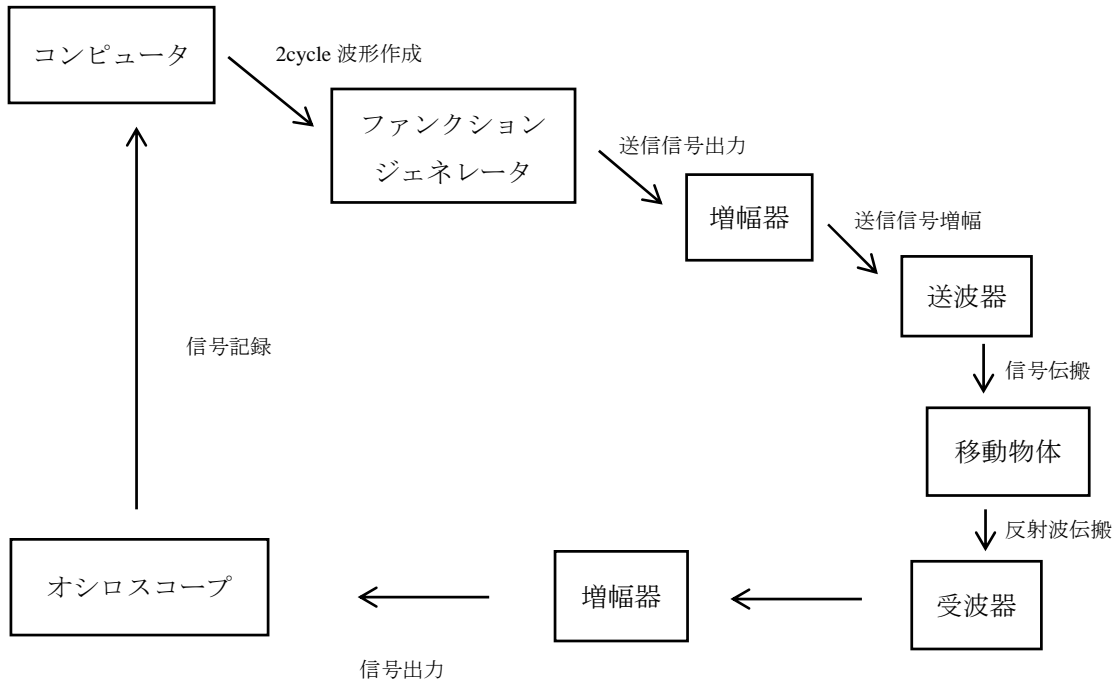 コンピュータ
2cycle 波形作成
ファンクション
ジェネレータ
送信信号出力
増幅器
送信信号増幅
送波器
信号伝搬
移動物体
反射波伝搬
受波器
増幅器
信号出力
オシロスコープ
信号記録